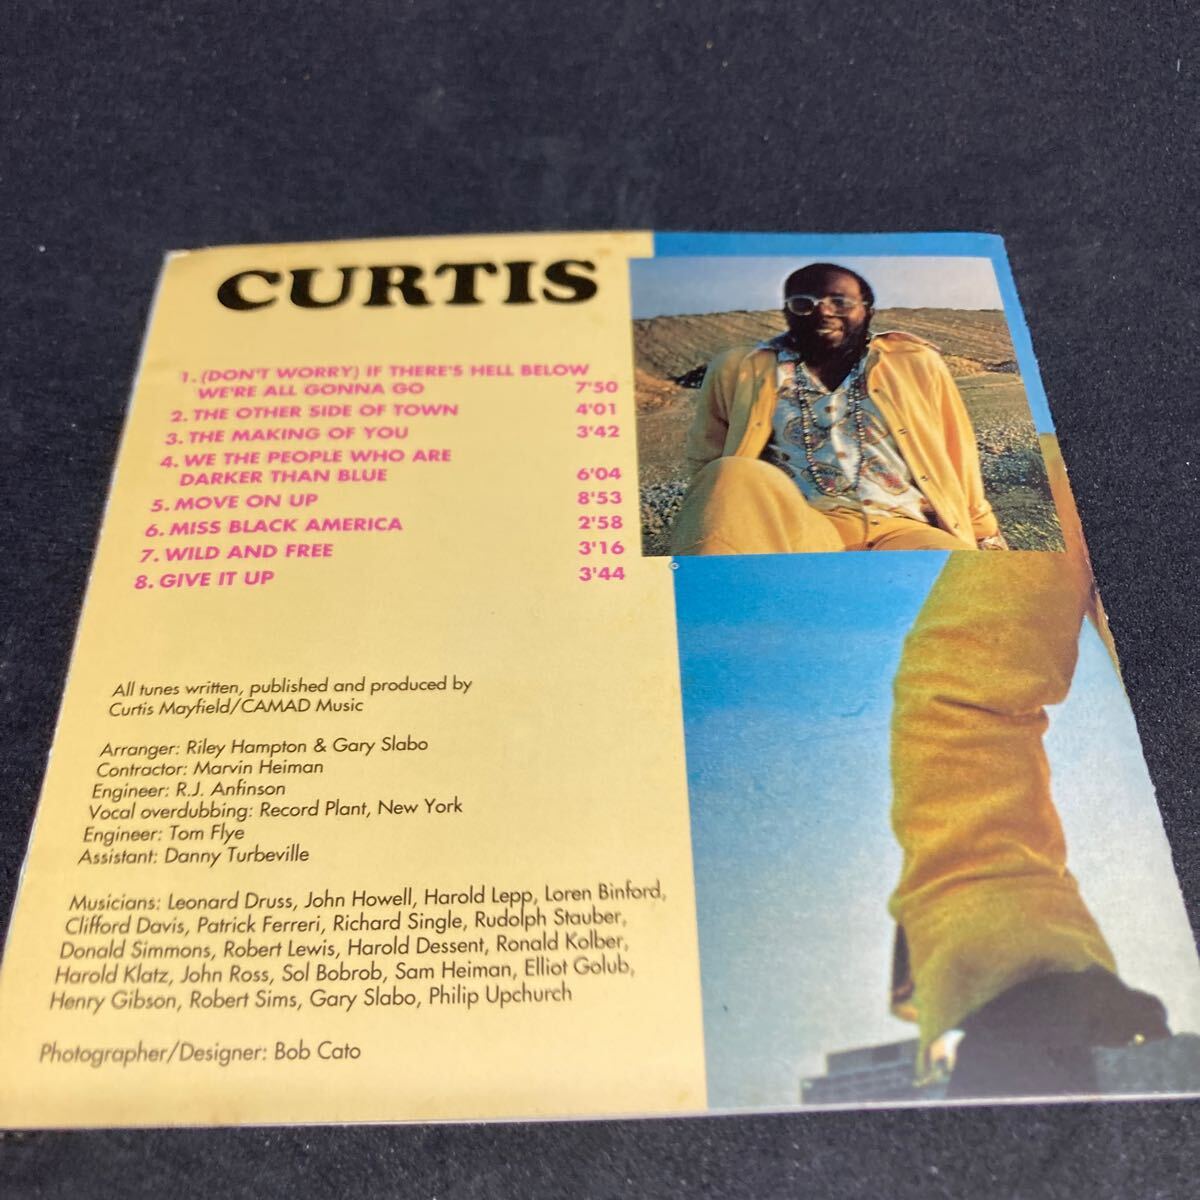 CURTIS
1. (DON'T WORRY) IF THERE'S HELL BELOW
WE'RE ALL GONNA GO 7'50
2. THE OTHER SIDE OF TOWN 4'01
3. THE MAKING OF YOU 3'42
4. WE THE PEOPLE WHO ARE
DARKER THAN BLUE 6'04
5. MOVE ON UP 8'53
6. MISS BLACK AMERICA 2'58
7. WILD AND FREE 3'16
8. GIVE IT UP 3'44
All tunes written, published and produced by
Curtis Mayfield/CAMAD Music
Arranger: Riley Hampton & Gary Slabo
Contractor: Marvin Heiman
Engineer: R.J. Anfinson
Vocal overdubbing: Record Plant, New York
Engineer: Tom Flye
Assistant: Danny Turbeville
Musicians: Leonard Druss, John Howell, Harold Lepp, Loren Binford,
Clifford Davis, Patrick Ferreri, Richard Single, Rudolph Stauber,
Donald Simmons, Robert Lewis, Harold Dessent, Ronald Kolber,
Harold Klatz, John Ross, Sol Bobrob, Sam Heiman, Elliot Golub,
Henry Gibson, Robert Sims, Gary Slabo, Philip Upchurch
Photographer/Designer: Bob Cato